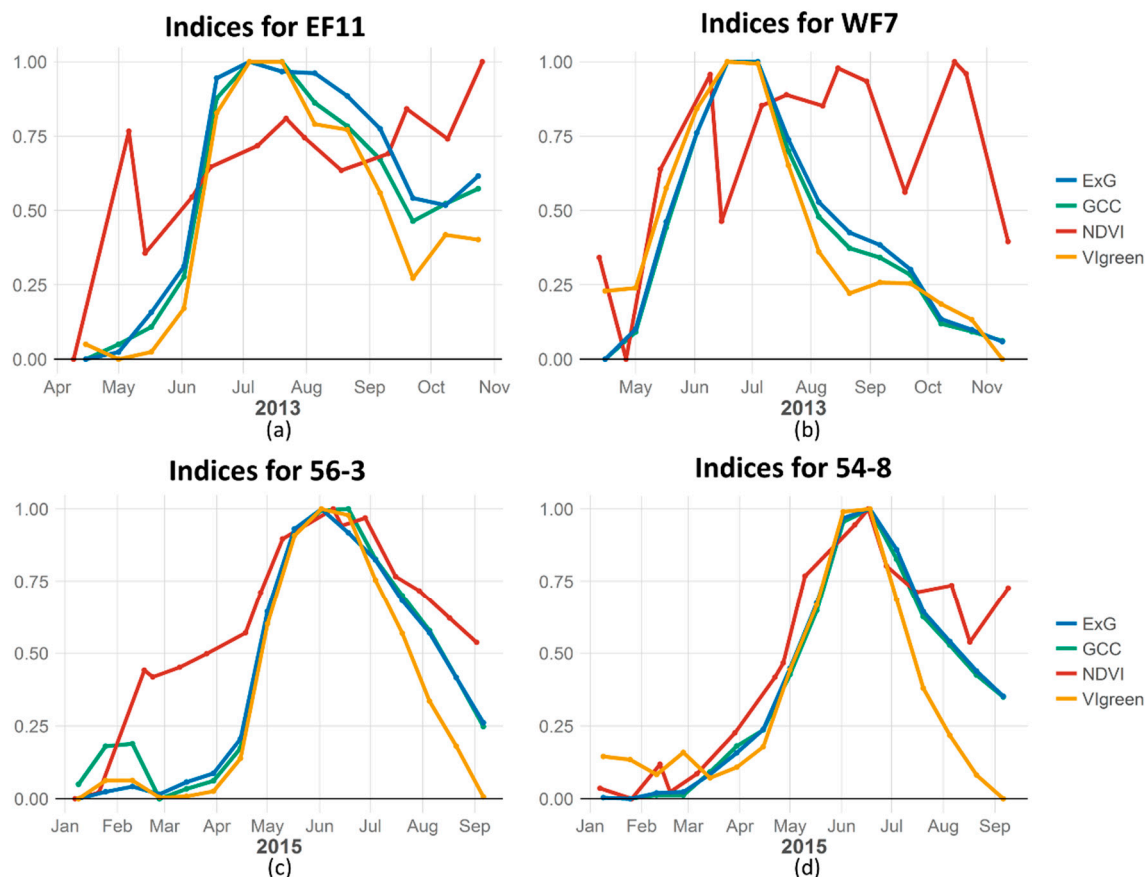 Indices for EF11
1.00
0.75
0.50
0.25
0.00
Apr May Jun Jul Aug Sep Oct Nov
2013
(a)
Indices for WF7
1.00
0.75
0.50
0.25
0.00
May Jun Jul Aug Sep Oct Nov
2013
(b)
ExG
GCC
NDVI
VIgreen
Indices for 56-3
1.00
0.75
0.50
0.25
0.00
Jan Feb Mar Apr May Jun Jul Aug Sep
2015
(c)
Indices for 54-8
1.00
0.75
0.50
0.25
0.00
Jan Feb Mar Apr May Jun Jul Aug Sep
2015
(d)
ExG
GCC
NDVI
VIgreen